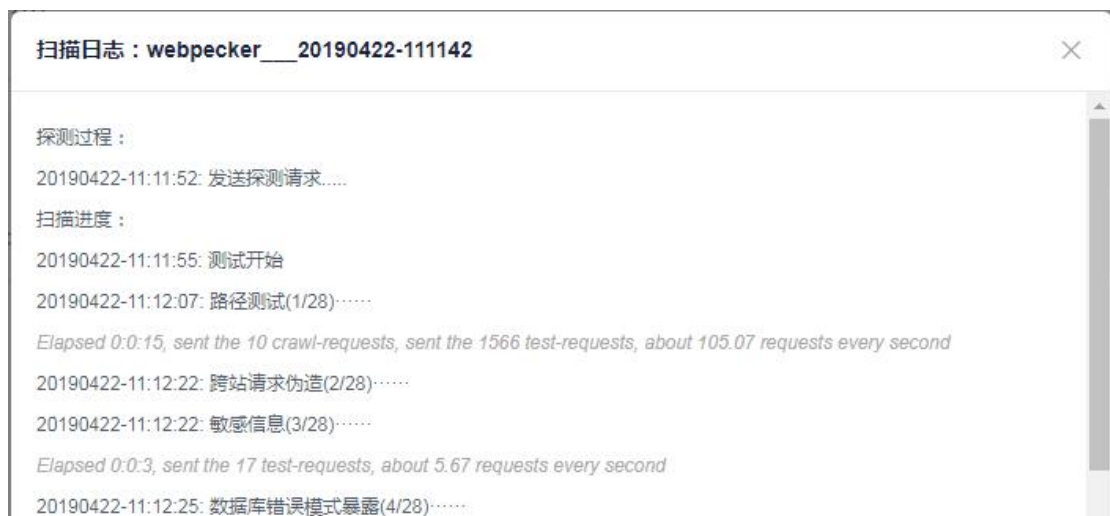 扫描日志：webpecker___20190422-111142
探测过程：
20190422-11:11:52: 发送探测请求.....
扫描进度：
20190422-11:11:55: 测试开始
20190422-11:12:07: 路径测试(1/28)······
Elapsed 0:0:15, sent the 10 crawl-requests, sent the 1566 test-requests, about 105.07 requests every second
20190422-11:12:22: 跨站请求伪造(2/28)······
20190422-11:12:22: 敏感信息(3/28)······
Elapsed 0:0:3, sent the 17 test-requests, about 5.67 requests every second
20190422-11:12:25: 数据库错误模式暴露(4/28)······